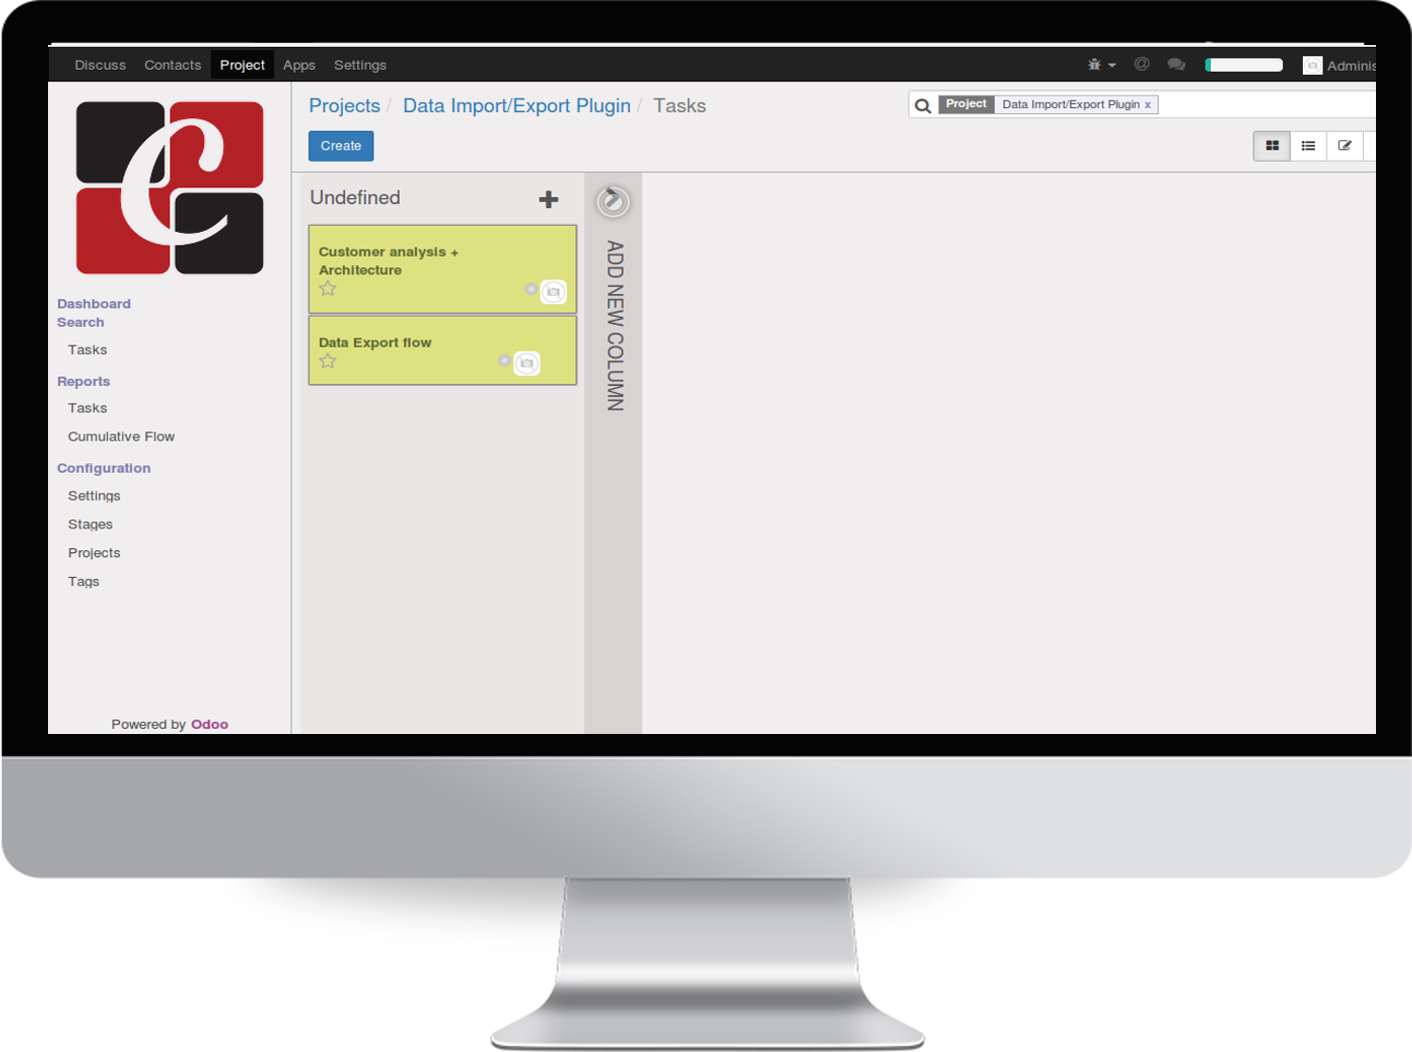 Discuss Contacts Project Apps Settings @ Adminis
Projects / Data Import/Export Plugin / Tasks
Project Data Import/Export Plugin x
Create
C
Dashboard
Search
Tasks
Reports
Tasks
Cumulative Flow
Configuration
Settings
Stages
Projects
Tags
Powered by Odoo
Undefined
Customer analysis +
Architecture
Data Export flow
ADD NEW COLUMN